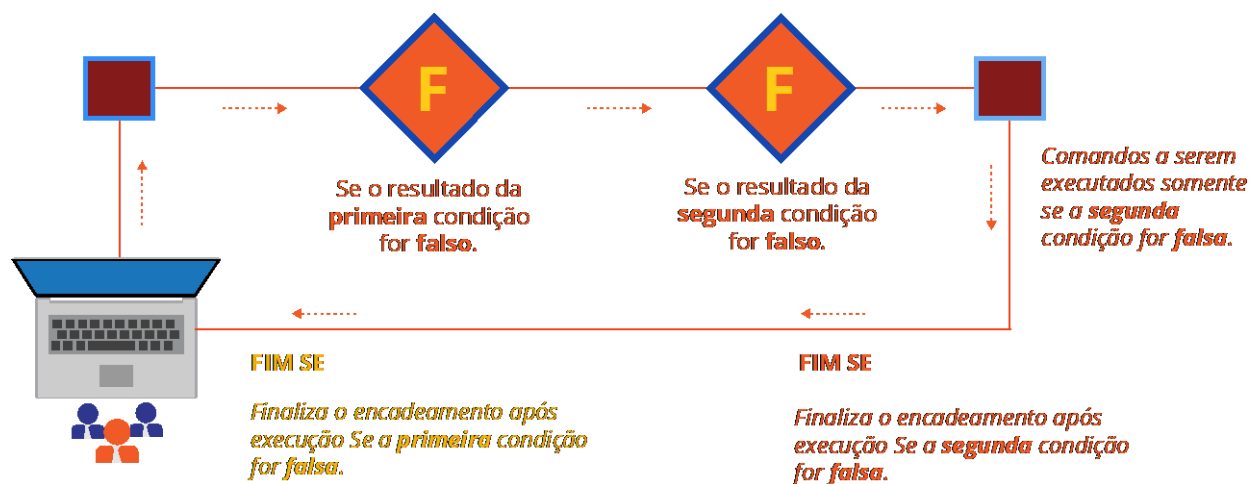 F
F
Se o resultado da
primeira condição
for falso.
Se o resultado da
segunda condição
for falso.
Comandos a serem
executados somente
se a segunda
condição for falsa.
FIM SE
Finaliza o encadeamento após
execução Se a primeira condição
for falsa.
FIM SE
Finaliza o encadeamento após
execução Se a segunda condição
for falsa.